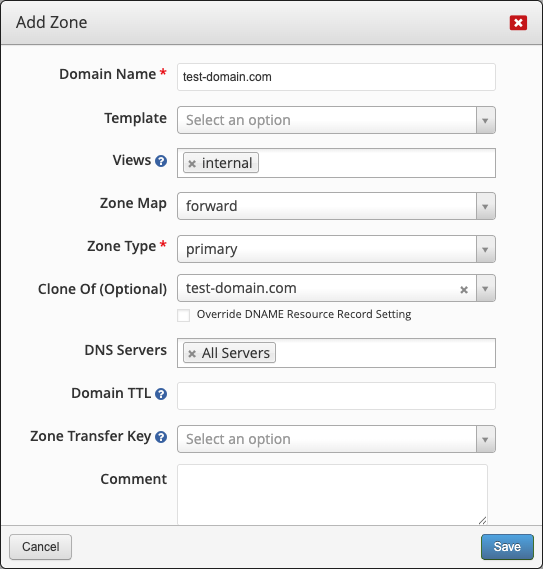 Add Zone
Domain Name * test-domain.com
Template Select an option
Views internal
Zone Map forward
Zone Type * primary
Clone Of (Optional) test-domain.com
Override DNAME Resource Record Setting
DNS Servers All Servers
Domain TTL
Zone Transfer Key Select an option
Comment
Cancel Save